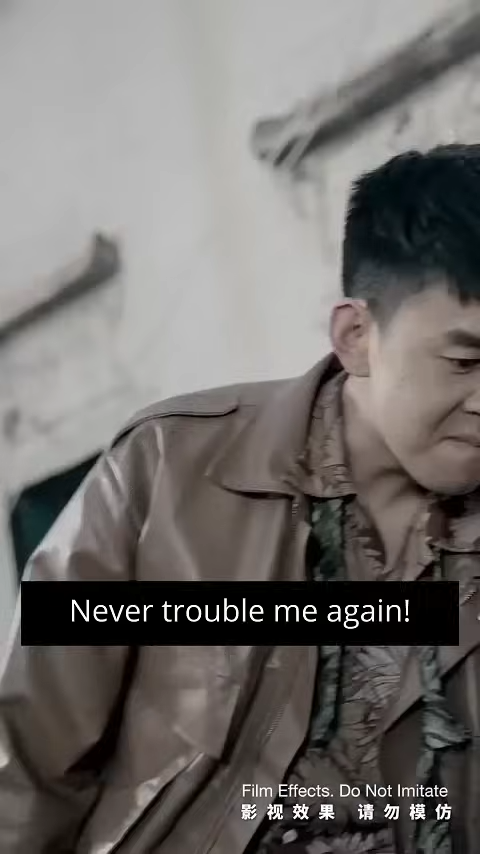 Never trouble me again!
Film Effects. Do Not Imitate
影视效果 请勿模仿